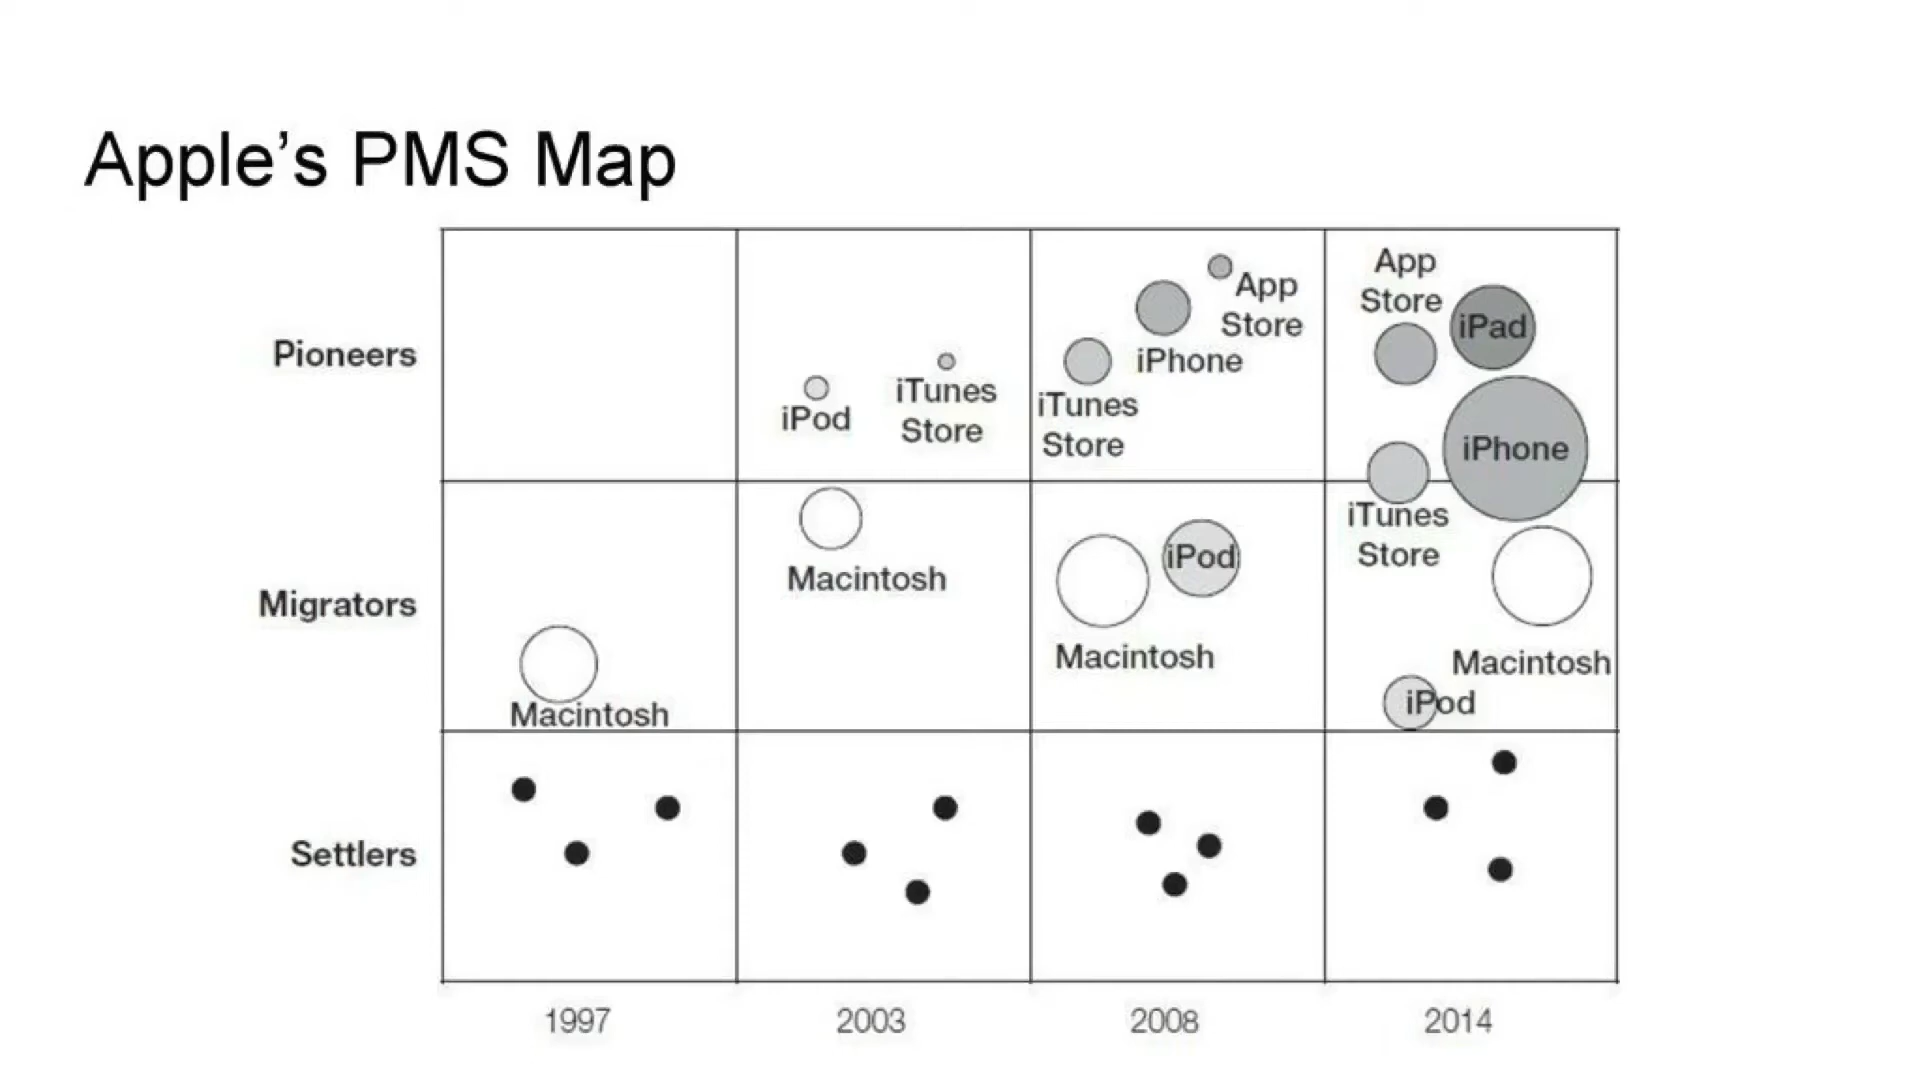 Apple's PMS Map
Pioneers
iPod
iTunes
Store
iTunes
Store
iPhone
App
Store
App
Store
iPad
iPhone
iTunes
Store
Migrators
Macintosh
Macintosh
Macintosh
iPod
Macintosh
iPod
Settlers
1997
2003
2008
2014